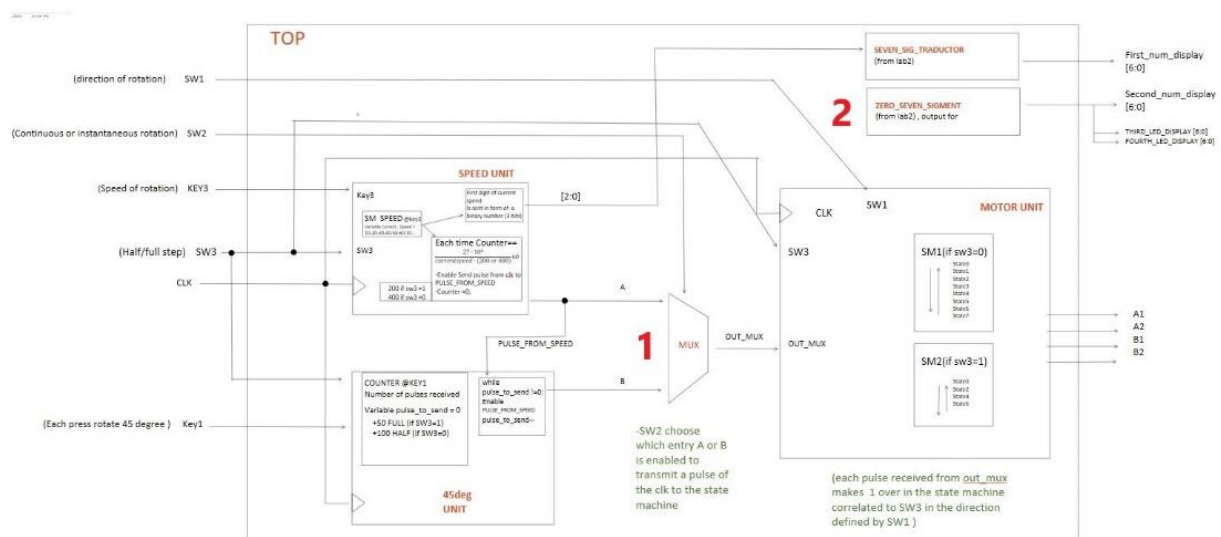 TOP
SEVEN_SIG_TRADUCTOR
(from lab2)
First_num_display
[6:0]
(direction of rotation) SW1
2
ZERO_SEVEN_SIGMENT
(from lab2) , output for
Second_num_display
[6:0]
THIRD_LED_DISPLAY [6:0]
FOURTH_LED_DISPLAY [6:0]
(Continuous or instantaneous rotation) SW2
SPEED UNIT
(Speed of rotation) KEY3
Key3
First digit of current
speed
is sent in form of a
binary number (3 bits)
[2:0]
SM_SPEED @key3
SW3
Each time Counter==
-Enable Send pulse from clk to
PULSE_FROM_SPEED
-Counter =0;
200 if sw3 =1
400 if sw3 =0
(Half/full step) SW3
CLK
CLK
SW1
MOTOR UNIT
SW3
SM1(if sw3=0)
State0
State1
State2
State3
State4
State5
State6
State7
A
1
MUX
OUT_MUX
OUT_MUX
A1
A2
B1
B2
PULSE_FROM_SPEED
SM2(if sw3=1)
State0
State2
State4
State6
B
COUNTER @KEY1
Number of pulses received
Variable pulse_to_send = 0
+50 FULL (if SW3=1)
+100 HALF (if SW3=0)
while
pulse_to_send !=0:
Enable
PULSE_FROM_SPEED
pulse_to_send--
(Each press rotate 45 degree ) Key1
45deg
UNIT
-SW2 choose
which entry A or B
is enabled to
transmit a pulse of
the clk to the state
machine
(each pulse received from out_mux
makes 1 over in the state machine
correlated to SW3 in the direction
defined by SW1 )